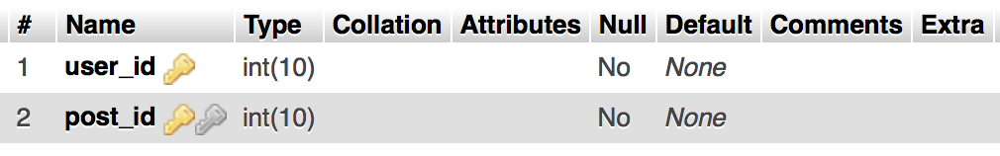 # Name Type Collation Attributes Null Default Comments Extra
1 user_id int(10) No None
2 post_id int(10) No None